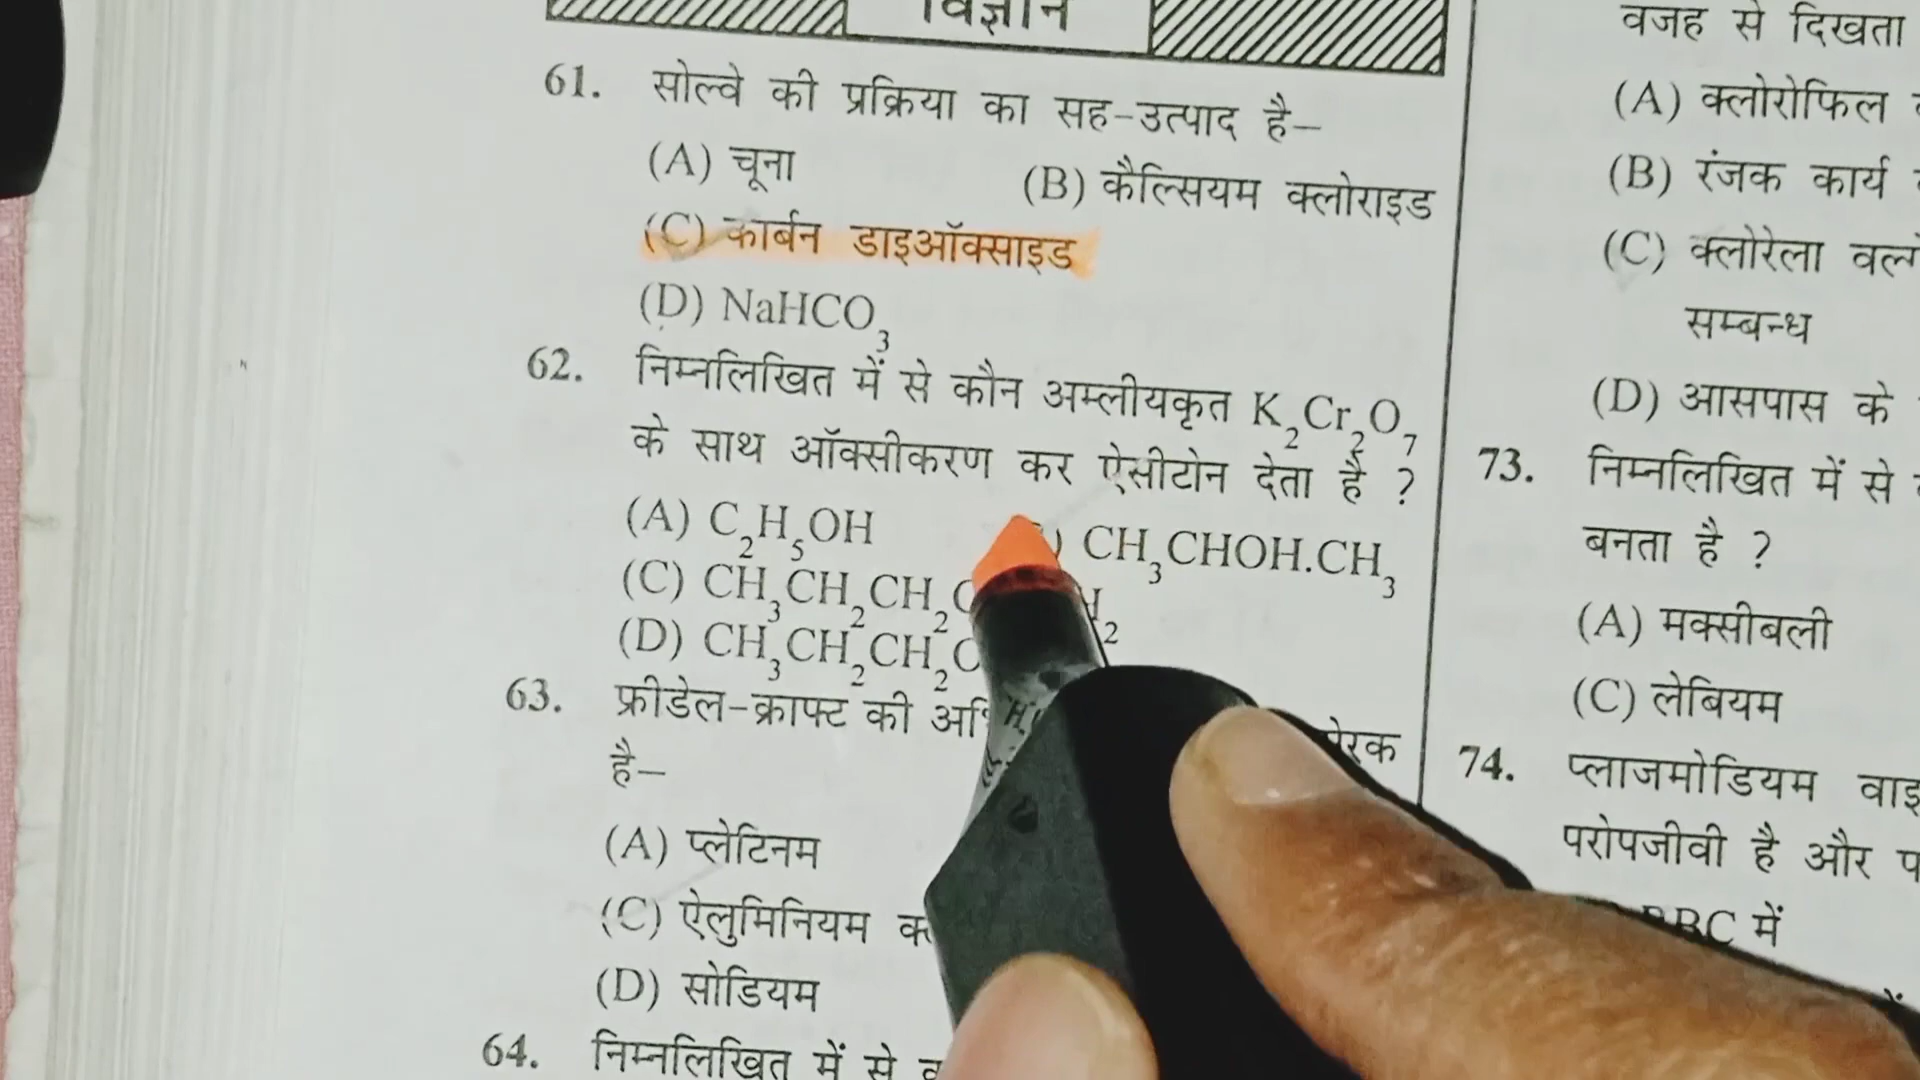 विज्ञान
61. सोल्वे की प्रक्रिया का सह-उत्पाद है–
(A) चूना (B) कैल्सियम क्लोराइड
(C) कार्बन डाइऑक्साइड
(D) NaHCO₃
62. निम्नलिखित में से कौन अम्लीयकृत K₂Cr₂O₇
के साथ ऑक्सीकरण कर ऐसीटोन देता है ?
(A) C₂H₅OH CH₃CHOH.CH₃
(C) CH₃CH₂CH₂
(D) CH₃CH₂CH₂
63. फ्रीडेल-क्राफ्ट की
है–
(A) प्लेटिनम
(C) ऐलुमिनियम
(D) सोडियम
64. निम्नलिखित में से
वजह से दिखता
(A) क्लोरोफिल
(B) रंजक कार्य
(C) क्लोरेला
सम्बन्ध
(D) आसपास के
73. निम्नलिखित में से
बनता है ?
(A) मक्सीबली
(C) लेबियम
74. प्लाजमोडियम
परोपजीवी है और
RBC में